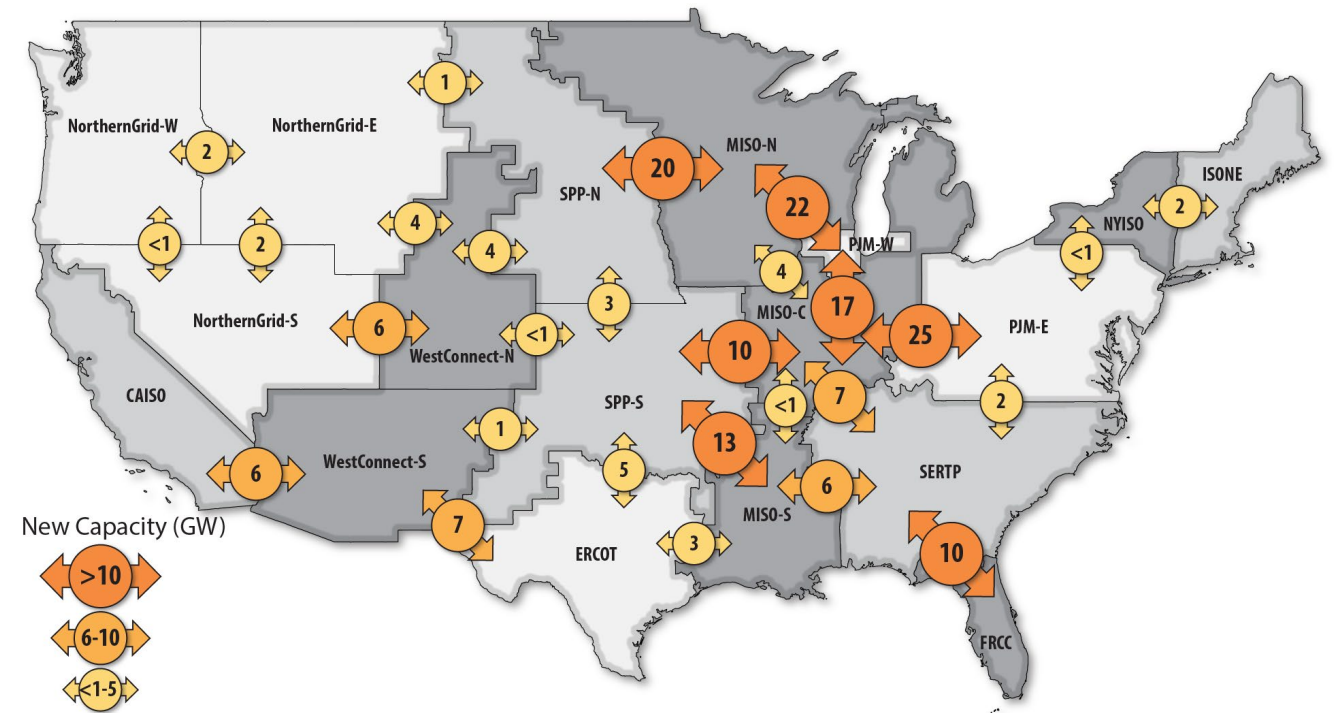 1
NorthernGrid-W
NorthernGrid-E
2
MISO-N
20
ISONE
4
SPP-N
22
2
NYISO
<1
2
4
PJM-W
<1
4
3
17
MISO-C
NorthernGrid-S
6
<1
25
PJM-E
WestConnect-N
10
CAISO
SPP-S
<1
7
2
1
13
WestConnect-S
6
5
SERTP
6
MISO-S
7
New Capacity (GW)
ERCOT
3
10
>10
6-10
FRCC
<1-5